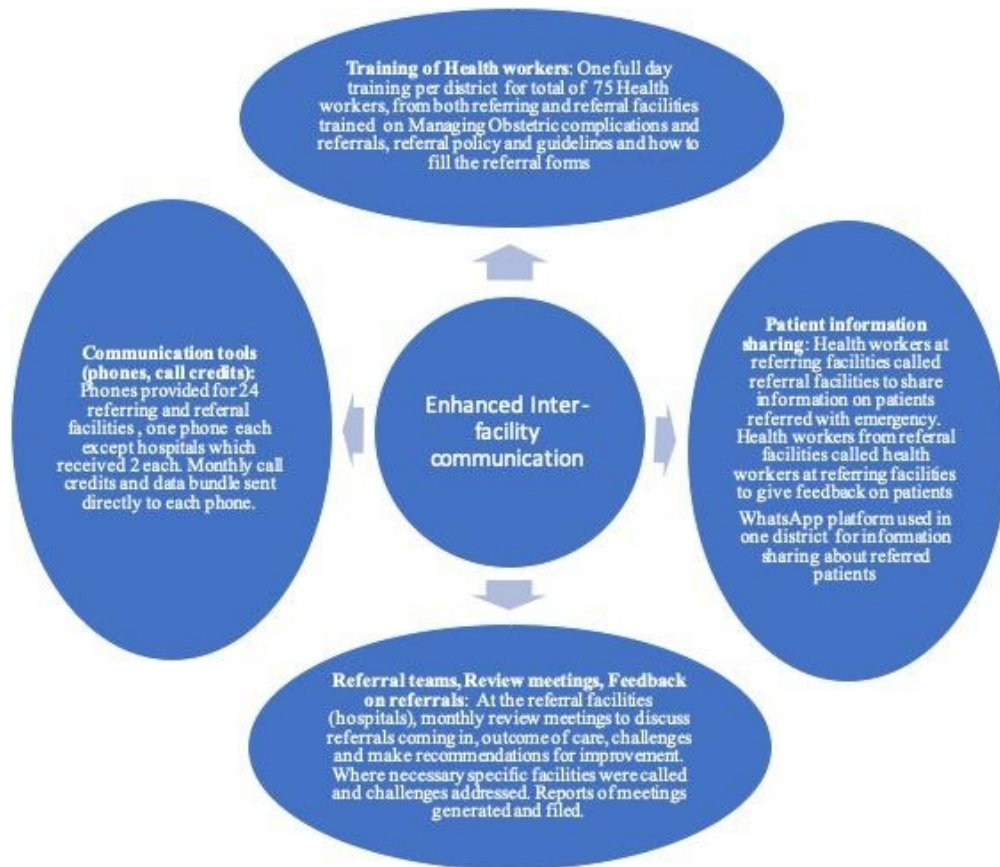 Training of Health workers: One full day
training per district for total of 75 Health
workers, from both referring and referral facilities
trained on Managing Obstetric complications and
referrals, referral policy and guidelines and how to
fill the referral forms
Communication tools
(phones, call credits):
Phones provided for 24
referring and referral
facilities , one phone each
except hospitals which
received 2 each. Monthly call
credits and data bundle sent
directly to each phone.
Enhanced Inter-
facility
communication
Patient information
sharing: Health workers at
referring facilities called
referral facilities to share
information on patients
referred with emergency.
Health workers from referral
facilities called health
workers at referring facilities
to give feedback on patients
WhatsApp platform used in
one district for information
sharing about referred
patients
Referral teams, Review meetings, Feedback
on referrals: At the referral facilities
(hospitals), monthly review meetings to discuss
referrals coming in, outcome of care, challenges
and make recommendations for improvement.
Where necessary specific facilities were called
and challenges addressed. Reports of meetings
generated and filed.